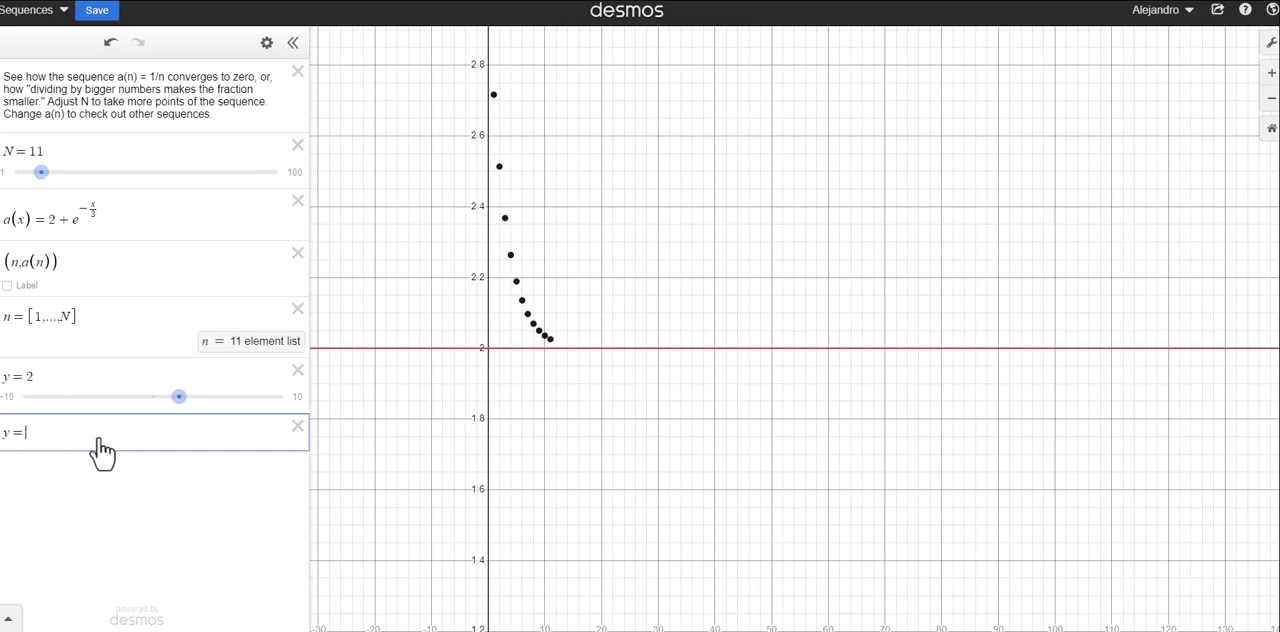 Sequences Save desmos Alejandro
See how the sequence a(n) = 1/n converges to zero, or,
how "dividing by bigger numbers makes the fraction
smaller." Adjust N to take more points of the sequence.
Change a(n) to check out other sequences.
N = 11
1 100
a(x) = 2 + e^{-x/3}
(n,a(n))
Label
n = [1,...,N]
n = 11 element list
y = 2
-10 10
y =
powered by
desmos
2.8
2.6
2.4
2.2
2
1.8
1.6
1.4
1.2
-30 -20 -10 10 20 30 40 50 60 70 80 90 100 110 120 130